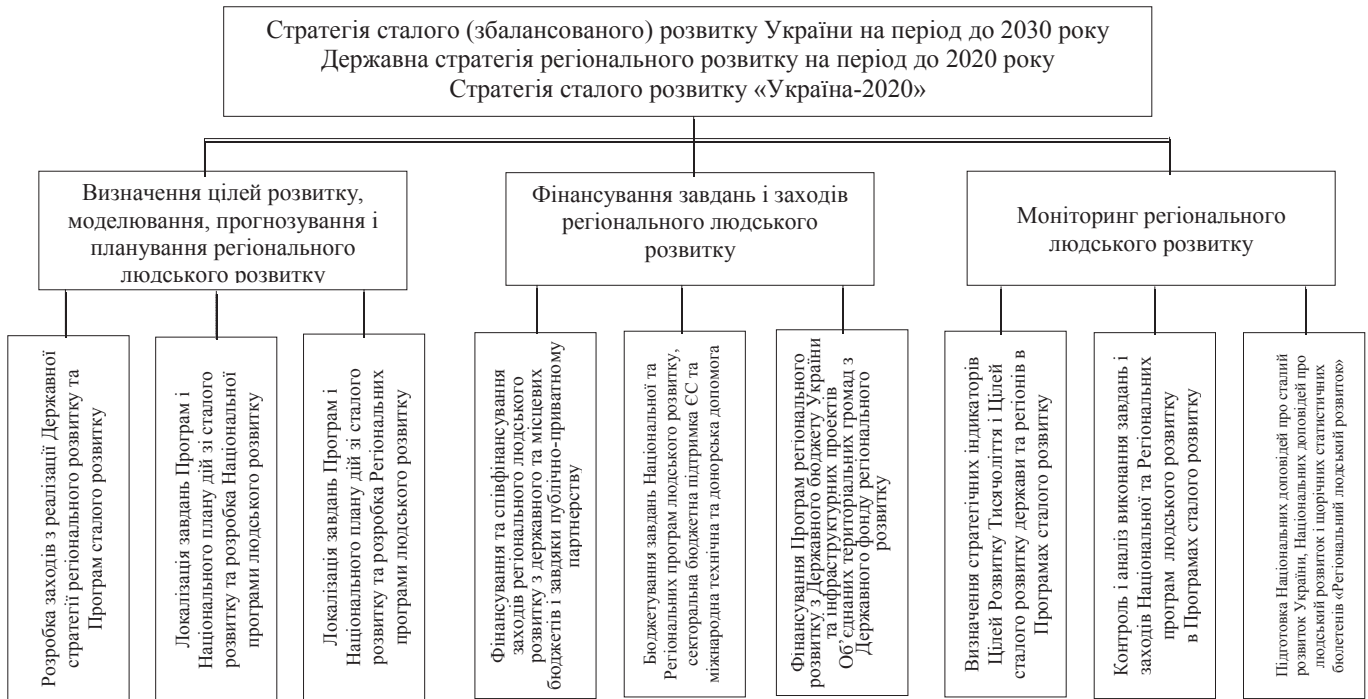 Стратегія сталого (збалансованого) розвитку України на період до 2030 року
Державна стратегія регіонального розвитку на період до 2020 року
Стратегія сталого розвитку «Україна-2020»
Визначення цілей розвитку,
моделювання, прогнозування і
планування регіонального
людського розвитку
Фінансування завдань і заходів
регіонального людського
розвитку
Моніторинг регіонального
людського розвитку
Розробка заходів з реалізації Державної
стратегії регіонального розвитку та
Програм сталого розвитку
Локалізація завдань Програм і
Національного плану дій зі сталого
розвитку та розробка Національної
програми людського розвитку
Локалізація завдань Програм і
Національного плану дій зі сталого
розвитку та розробка Регіональних
програми людського розвитку
Фінансування та співфінансування
заходів регіонального людського
розвитку з державного та місцевих
бюджетів і завдяки публічно-приватному
партнерству
Бюджетування завдань Національної та
Регіональних програм людського розвитку,
секторальна бюджетна підтримка ЄС та
міжнародна технічна та донорська допомога
Фінансування Програм регіонального
розвитку з Державного бюджету України
та інфраструктурних проектів
Об’єднаних територіальних громад з
Державного фонду регіонального
розвитку
Визначення стратегічних індикаторів
Цілей Розвитку Тисячоліття і Цілей
сталого розвитку держави та регіонів в
Програмах сталого розвитку
Контроль і аналіз виконання завдань і
заходів Національної та Регіональних
програм людського розвитку
в Програмах сталого розвитку
Підготовка Національних доповідей про сталий
розвиток України, Національних доповідей про
людський розвиток і щорічних статистичних
бюлетенів «Регіональний людський розвитою»